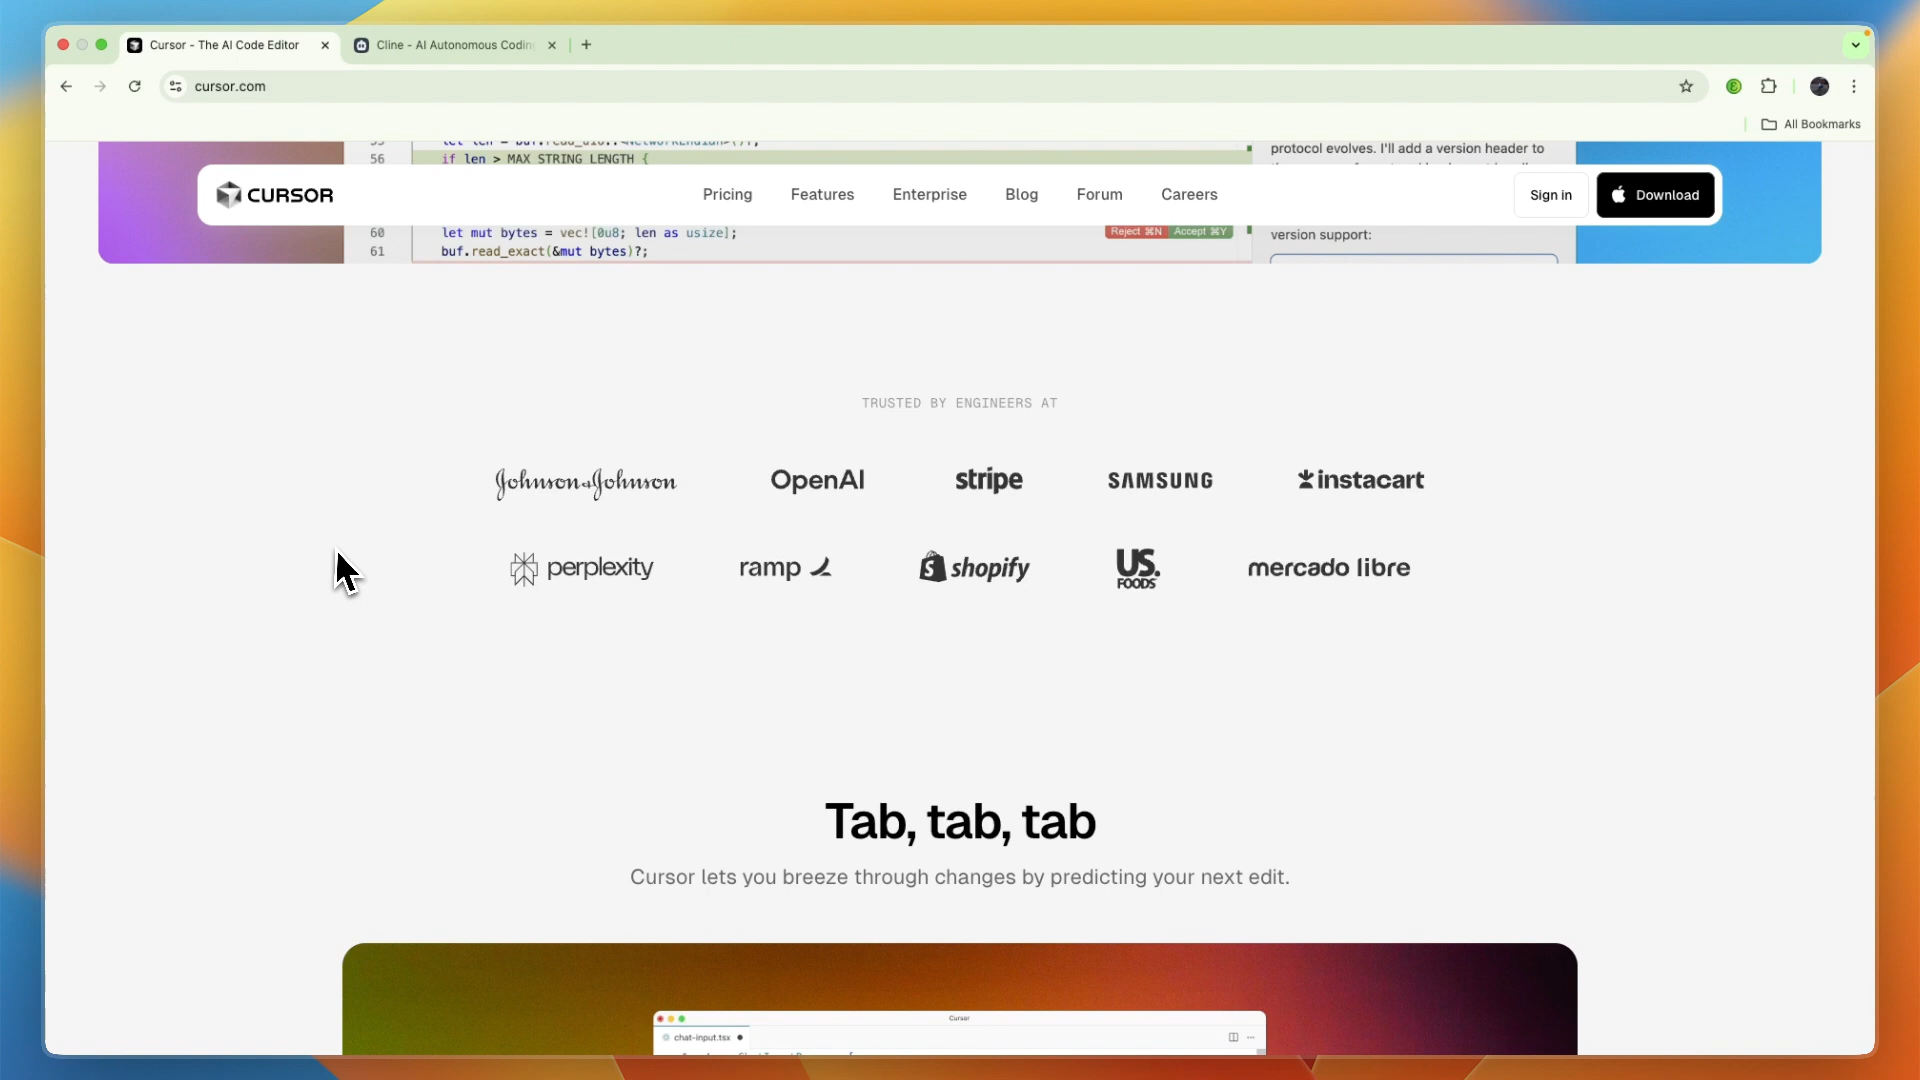 Cursor - The AI Code Editor
Cline - AI Autonomous Codin
cursor.com
All Bookmarks
56 if len > MAX_STRING_LENGTH {
protocol evolves. I'll add a version header to
CURSOR
Pricing
Features
Enterprise
Blog
Forum
Careers
Sign in
Download
60 let mut bytes = vec![0u8; len as usize];
Reject ⌘N Accept ⌘Y
version support:
61 buf.read_exact(&mut bytes)?;
TRUSTED BY ENGINEERS AT
Johnson&Johnson
OpenAI
stripe
SAMSUNG
instacart
perplexity
ramp
shopify
US.
FOODS
mercado libre
Tab, tab, tab
Cursor lets you breeze through changes by predicting your next edit.
Cursor
chat-input.tsx